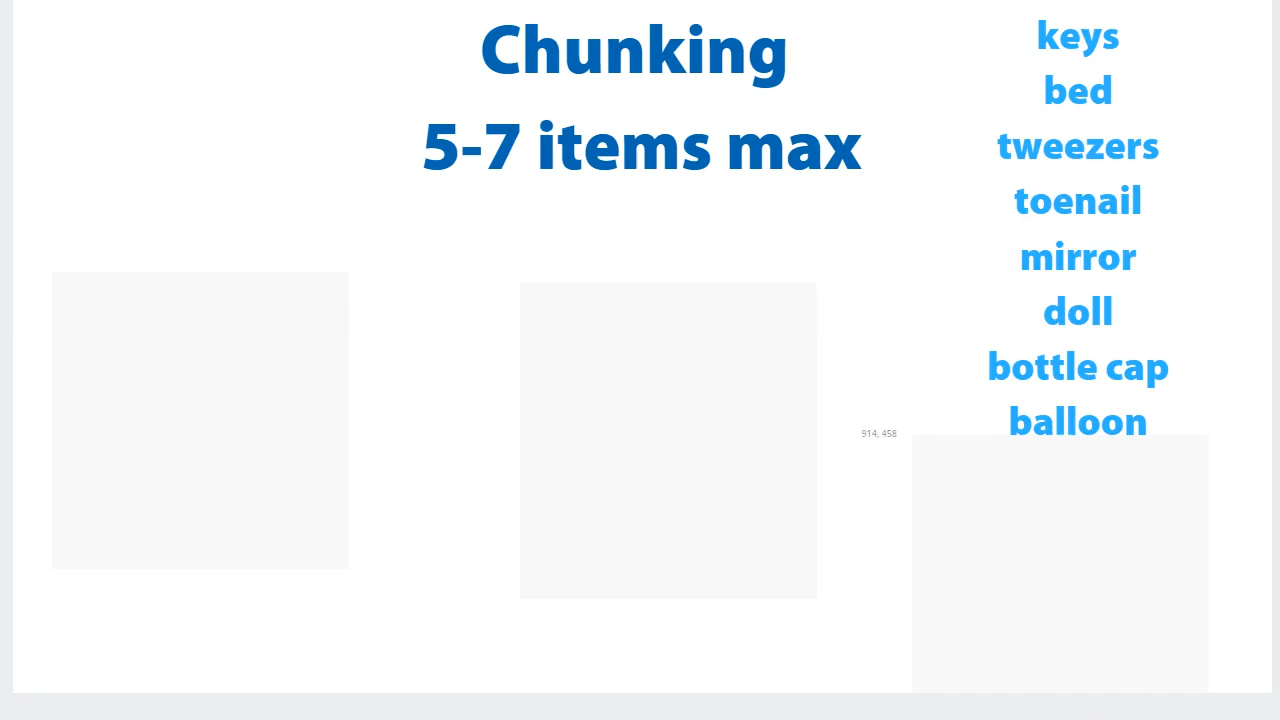 Chunking
5-7 items max
keys
bed
tweezers
toenail
mirror
doll
bottle cap
balloon
914, 458